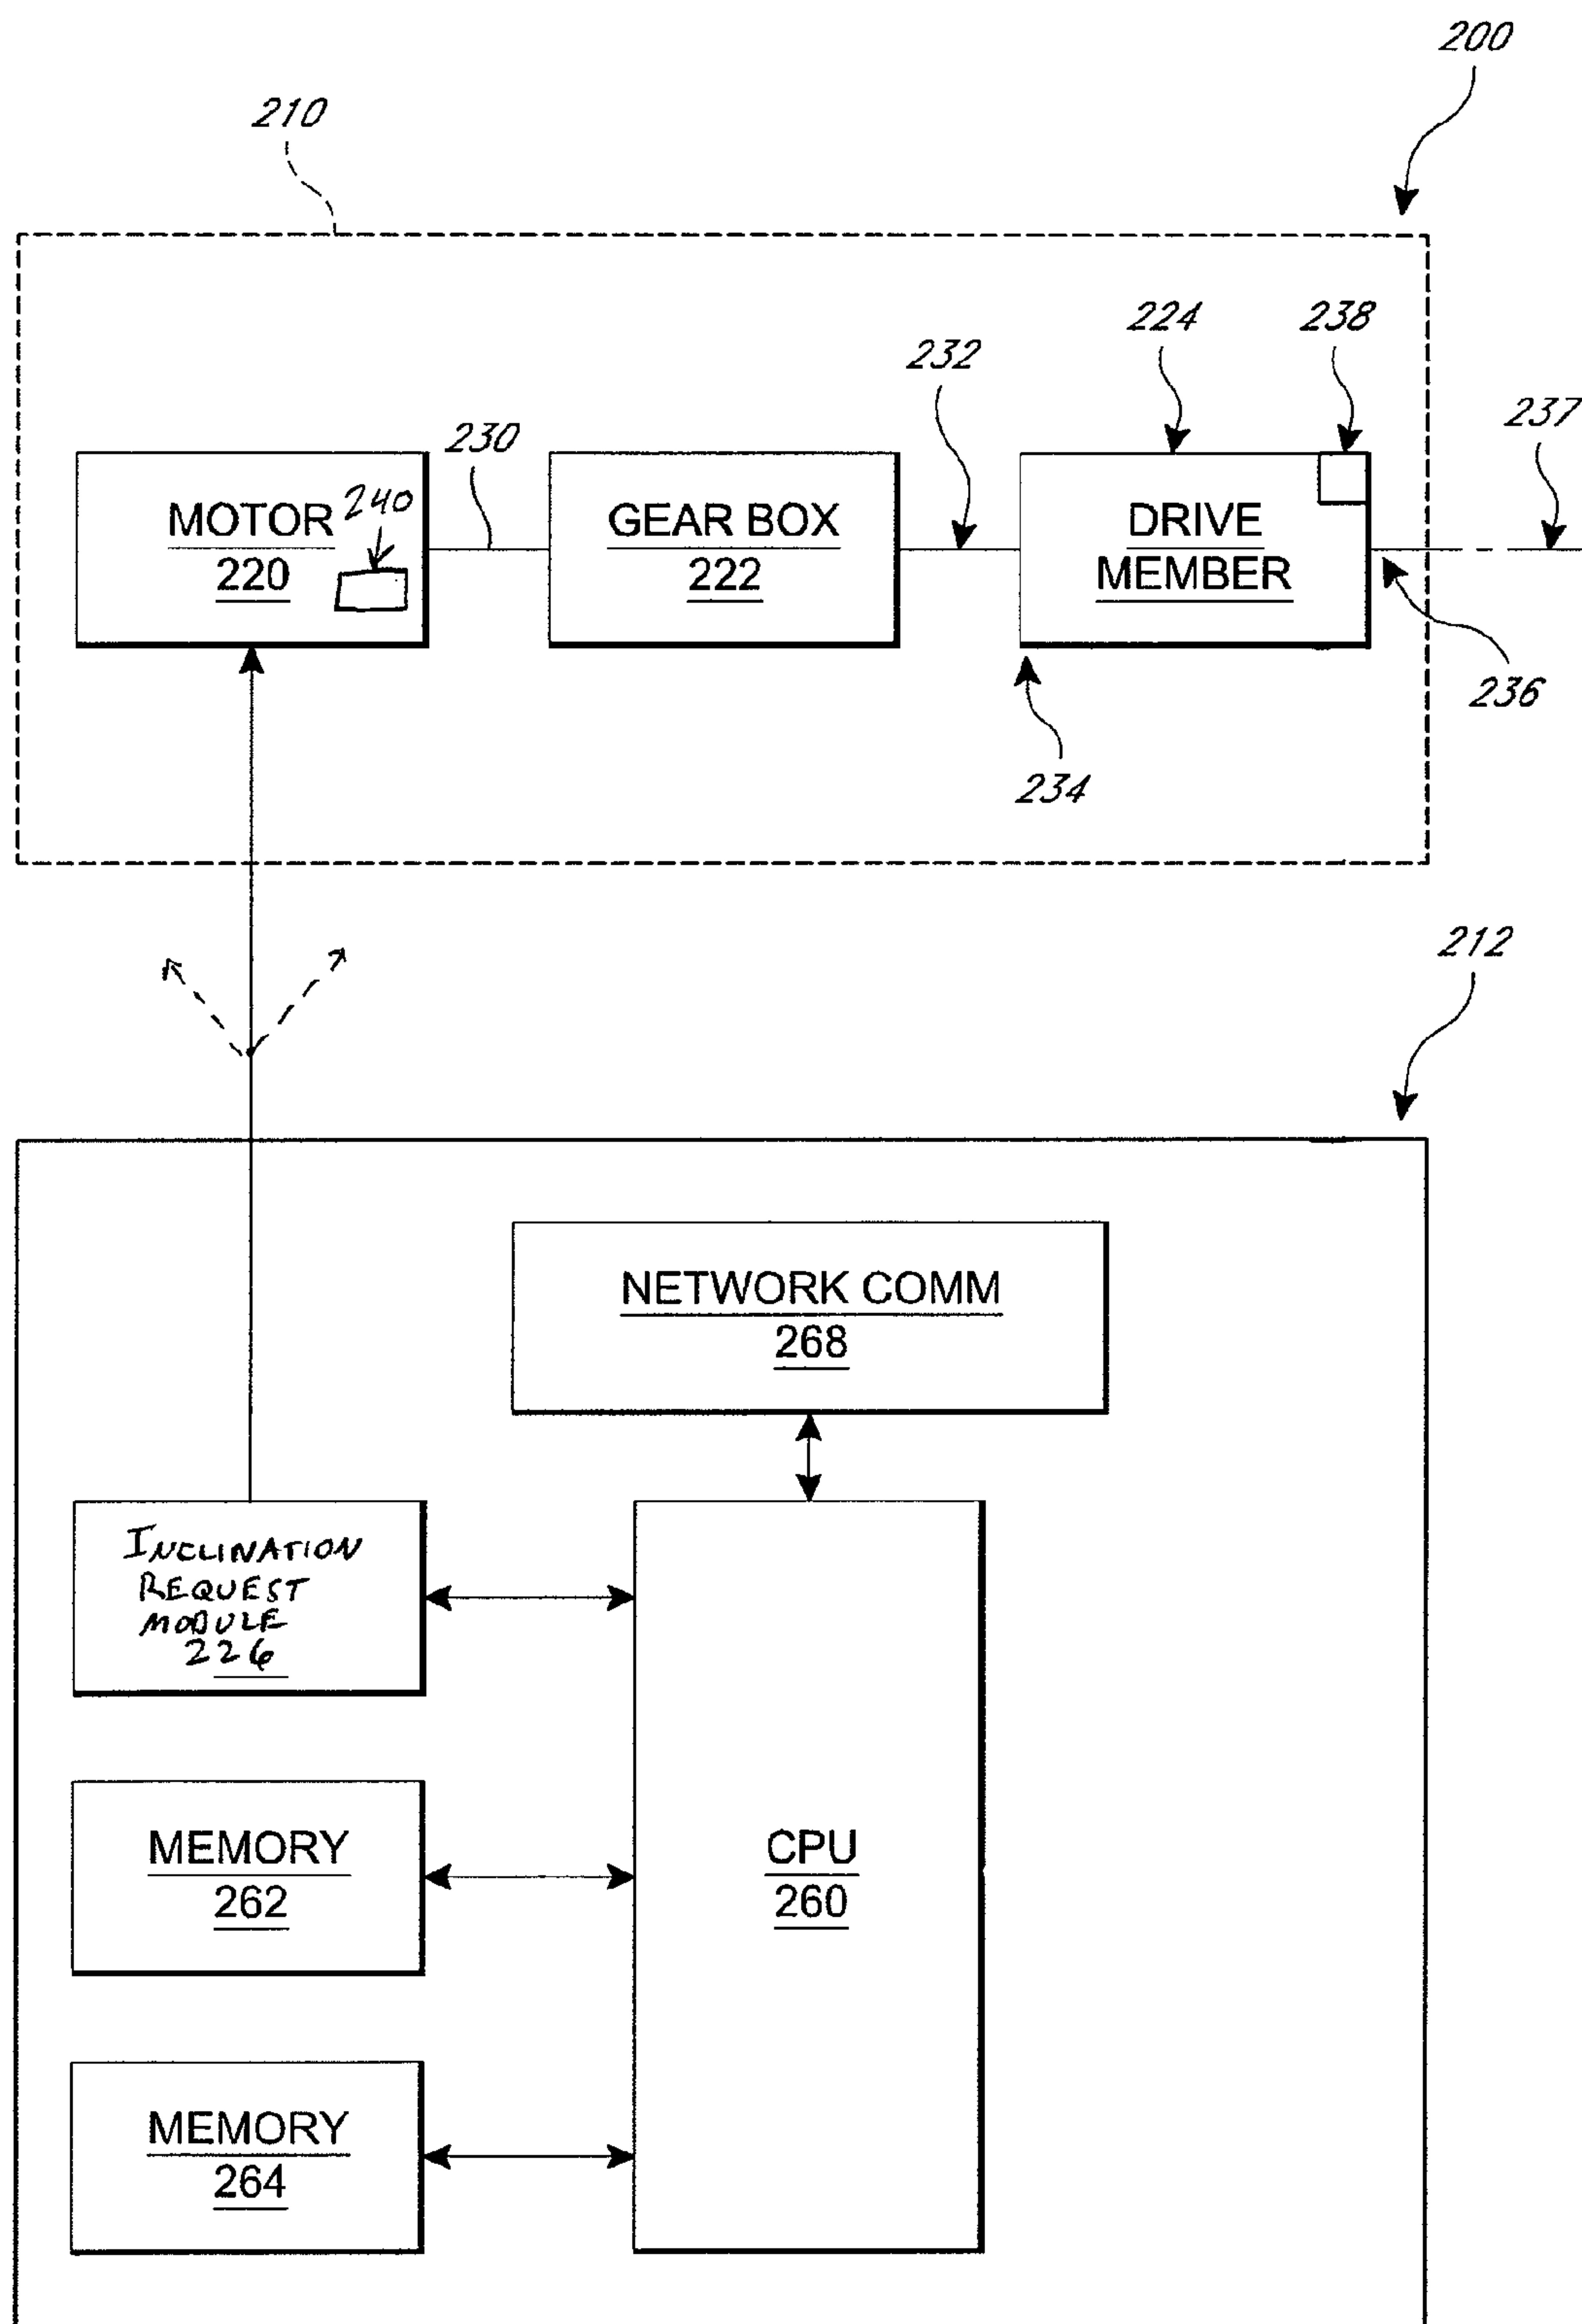 200
210
224
238
232
237
230
MOTOR
220
240
GEAR BOX
222
DRIVE
MEMBER
236
234
212
NETWORK COMM
268
INCLINATION
REQUEST
MODULE
226
CPU
260
MEMORY
262
MEMORY
264